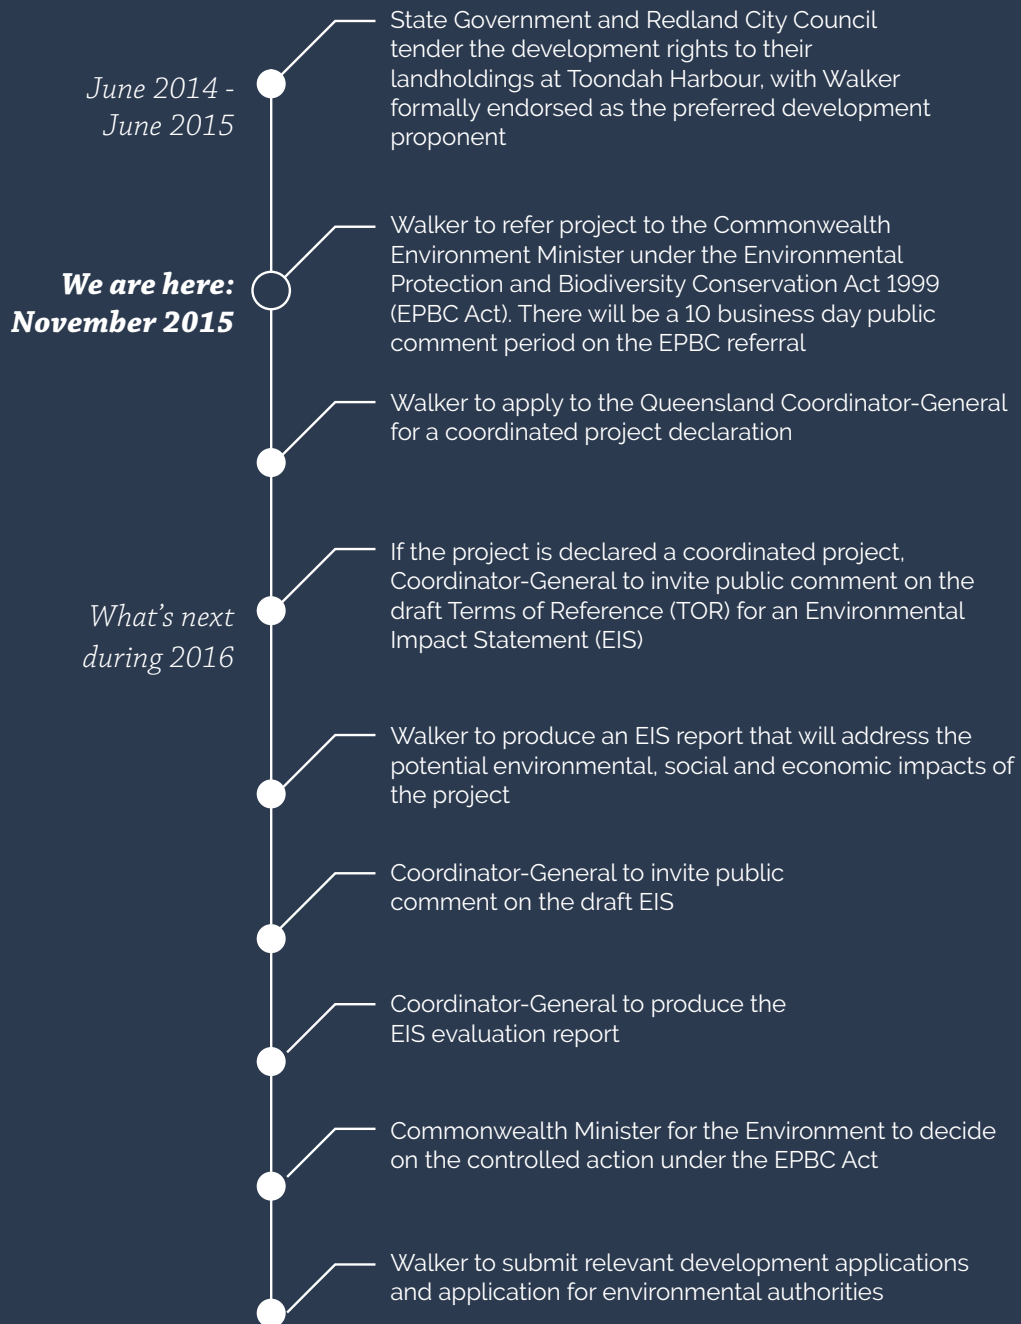 June 2014 -
June 2015
State Government and Redland City Council
tender the development rights to their
landholdings at Toondah Harbour, with Walker
formally endorsed as the preferred development
proponent
We are here:
November 2015
Walker to refer project to the Commonwealth
Environment Minister under the Environmental
Protection and Biodiversity Conservation Act 1999
(EPBC Act). There will be a 10 business day public
comment period on the EPBC referral
Walker to apply to the Queensland Coordinator-General
for a coordinated project declaration
What's next
during 2016
If the project is declared a coordinated project,
Coordinator-General to invite public comment on the
draft Terms of Reference (TOR) for an Environmental
Impact Statement (EIS)
Walker to produce an EIS report that will address the
potential environmental, social and economic impacts of
the project
Coordinator-General to invite public
comment on the draft EIS
Coordinator-General to produce the
EIS evaluation report
Commonwealth Minister for the Environment to decide
on the controlled action under the EPBC Act
Walker to submit relevant development applications
and application for environmental authorities